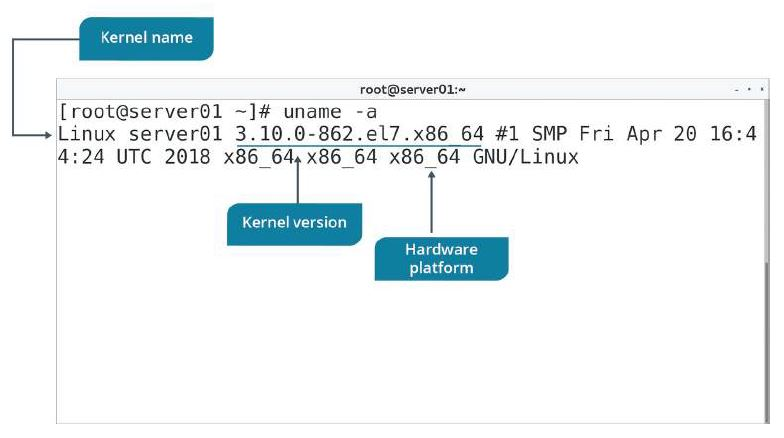 Kernel name
root@server01:~
[root@server01 ~]# uname -a
Linux server01 3.10.0-862.el7.x86_64 #1 SMP Fri Apr 20 16:4
4:24 UTC 2018 x86_64 x86_64 x86_64 GNU/Linux
Kernel version
Hardware
platform